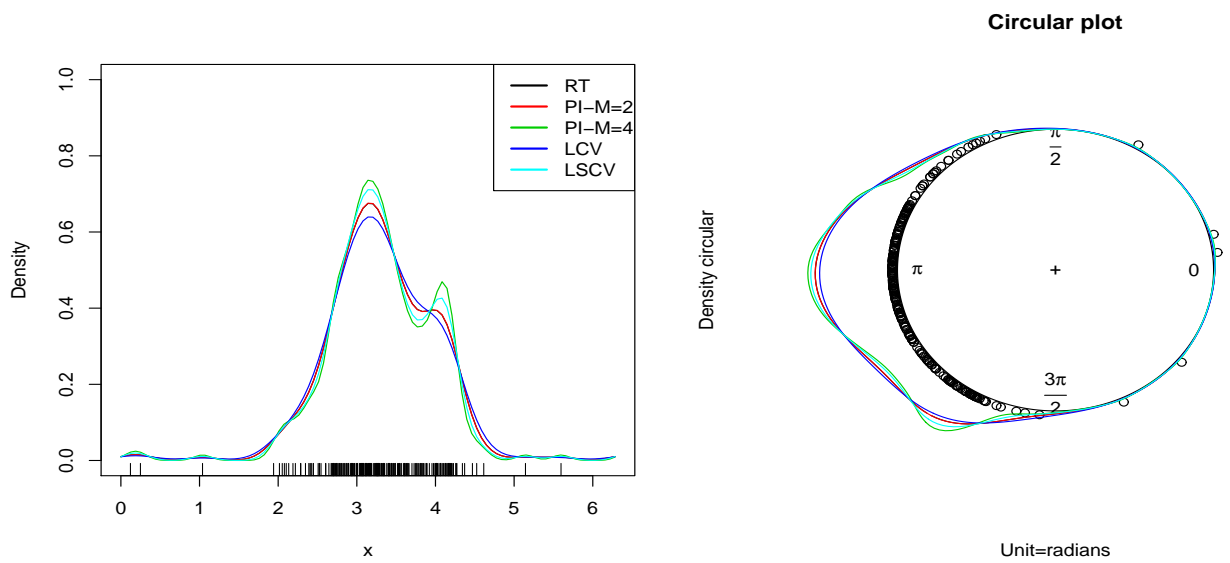 Circular plot
RT
PI−M=2
PI−M=4
LCV
LSCV
Density
0.0 0.2 0.4 0.6 0.8 1.0
0 1 2 3 4 5 6
x
Density circular
π
2
π
+
0
3π
2
Unit=radians